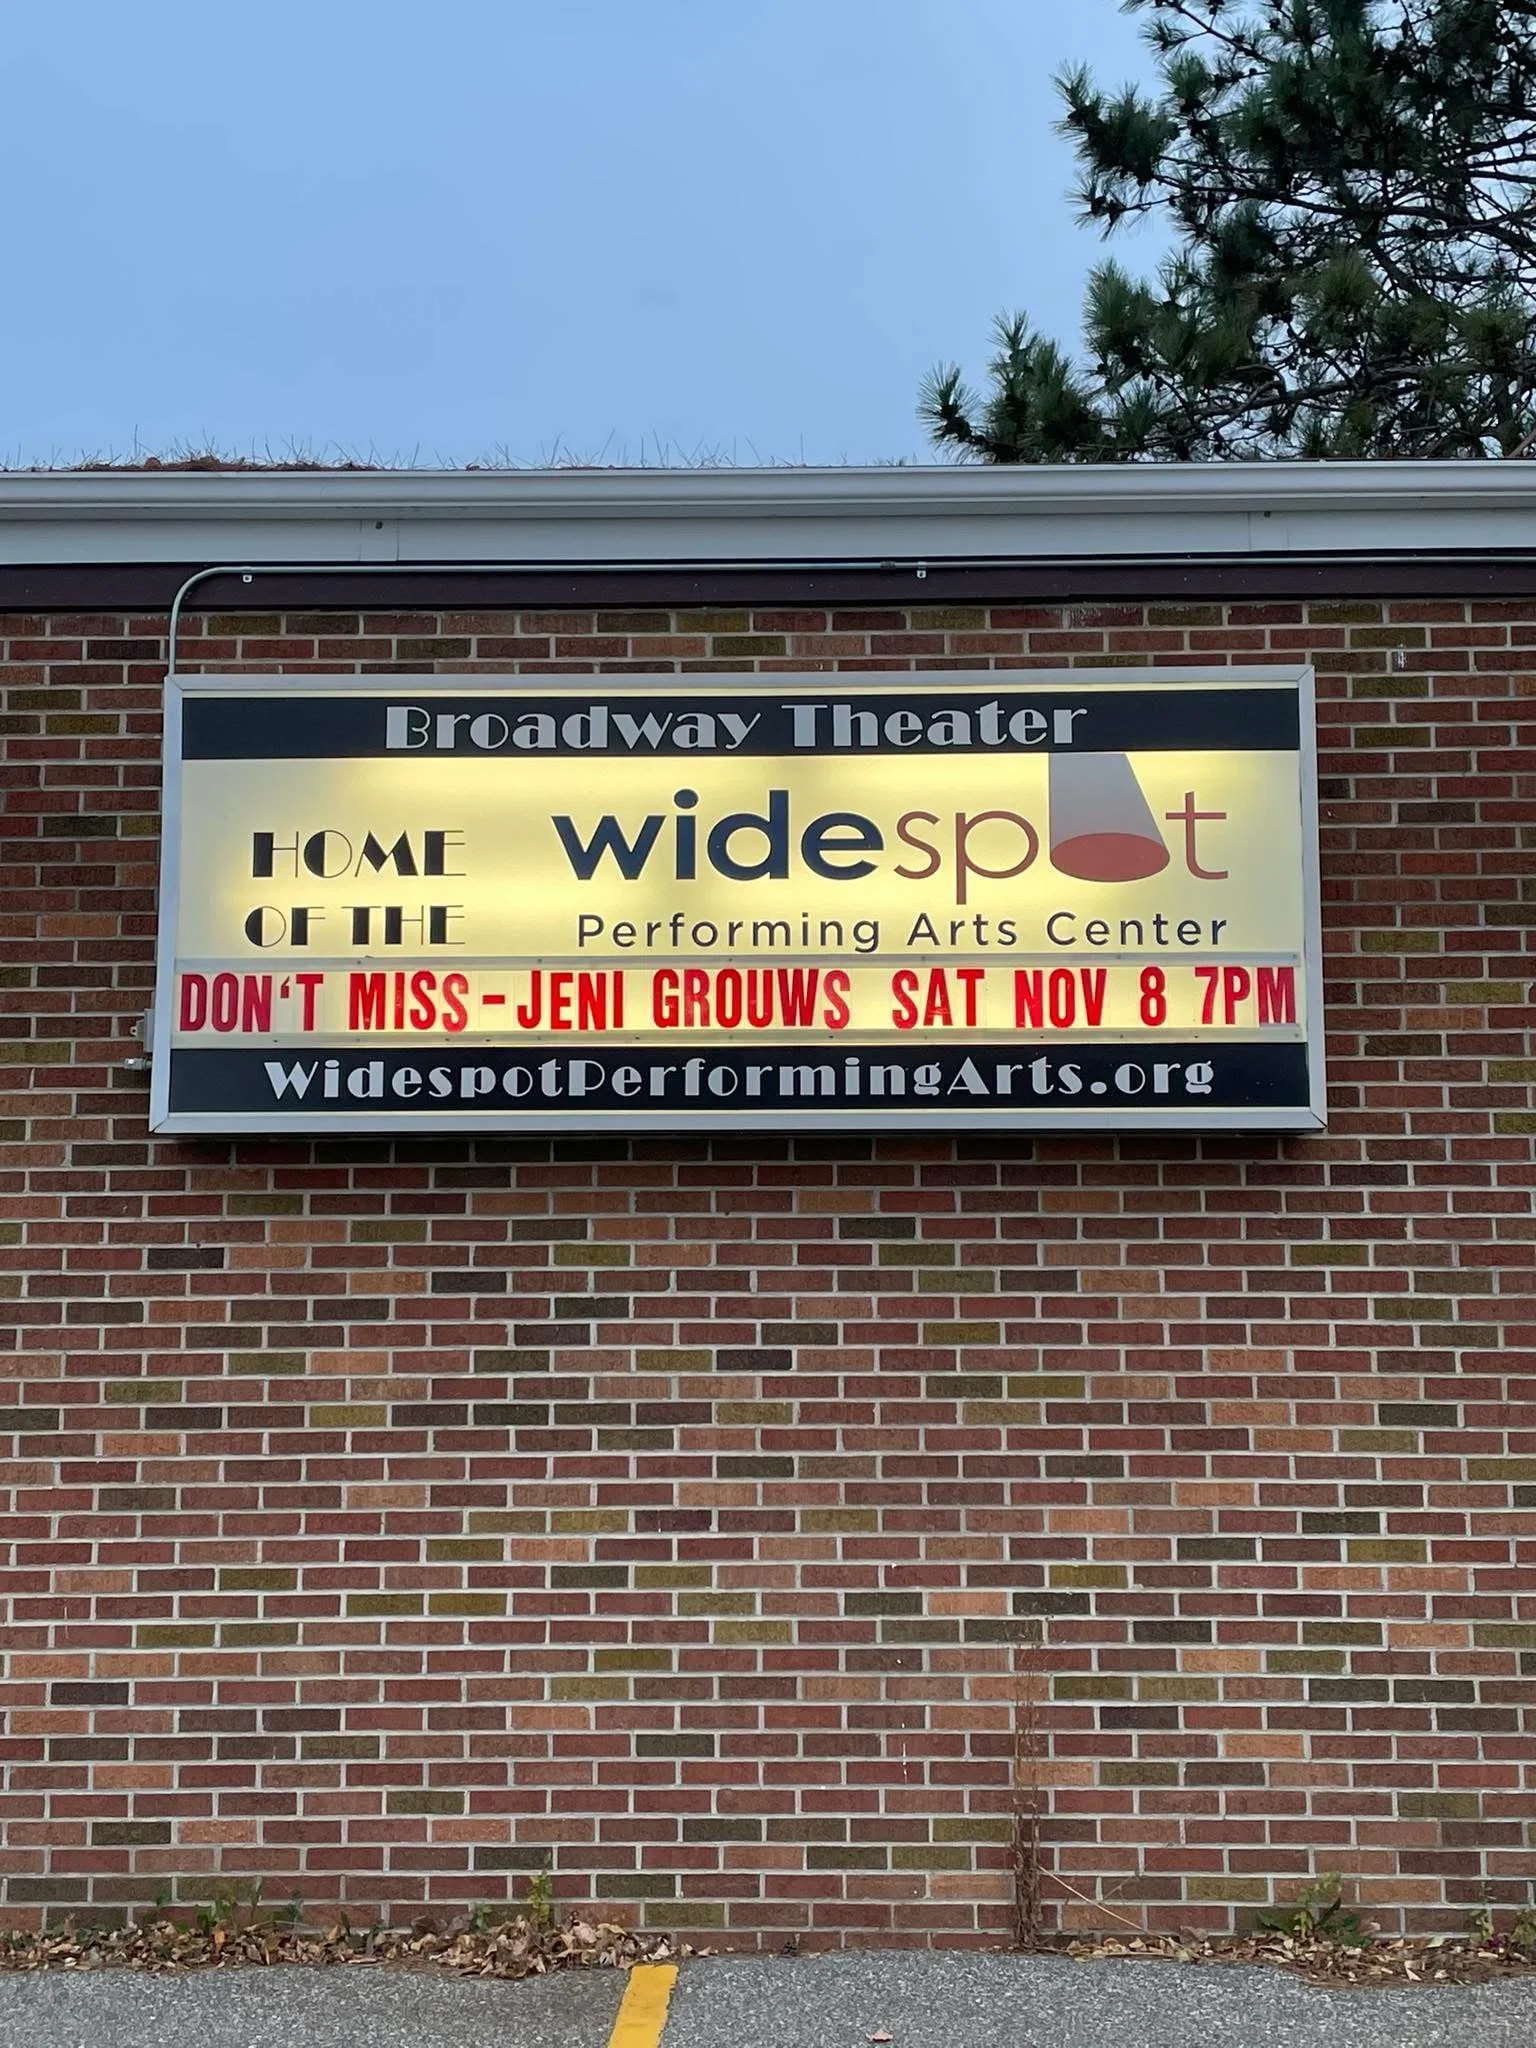 Broadway Theater
HOME
OF THE
widespot
Performing Arts Center
DON'T MISS-JENI GROUWS SAT NOV 8 7PM
WidespotPerformingArts.org